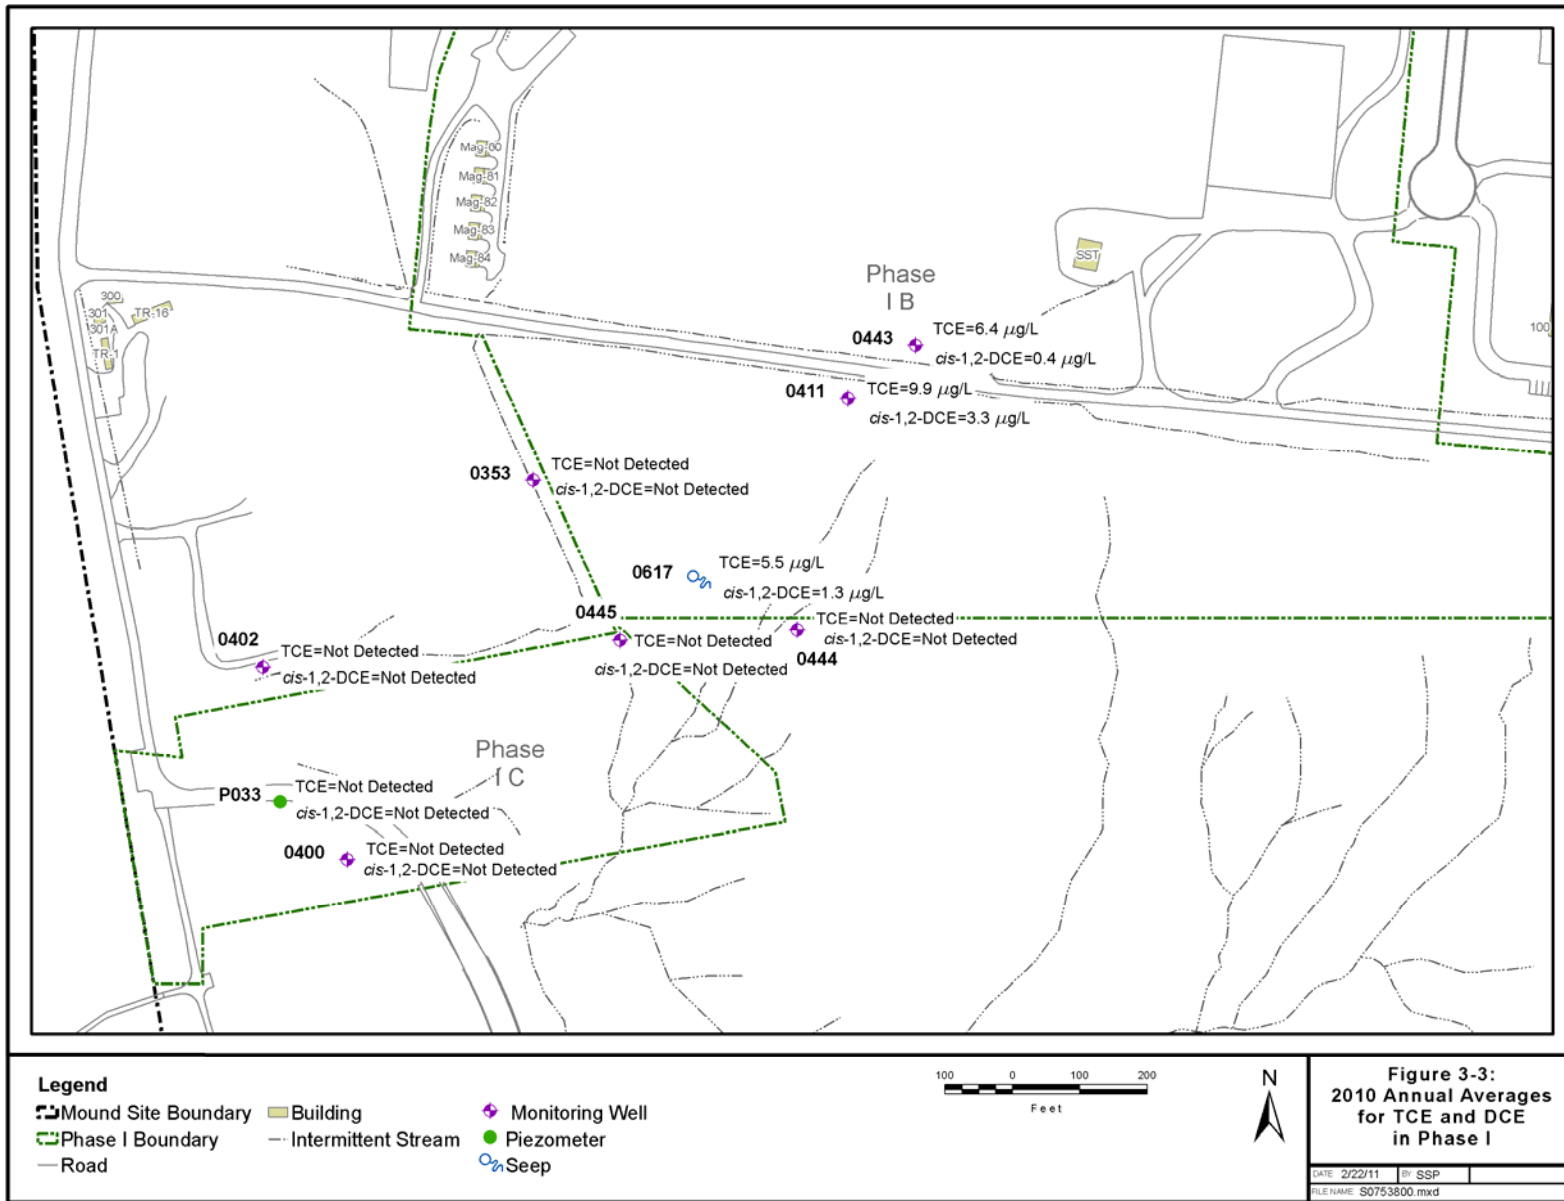 Mag-80
Mag-81
Mag-82
Mag-83
Mag-84
SST
Phase
I B
300
301
TR-16
301A
TR-1
100
0443
TCE=6.4 µg/L
cis-1,2-DCE=0.4 µg/L
0411
TCE=9.9 µg/L
cis-1,2-DCE=3.3 µg/L
0353
TCE=Not Detected
cis-1,2-DCE=Not Detected
0617
TCE=5.5 µg/L
cis-1,2-DCE=1.3 µg/L
0445
TCE=Not Detected
cis-1,2-DCE=Not Detected
TCE=Not Detected
cis-1,2-DCE=Not Detected
0444
0402
TCE=Not Detected
cis-1,2-DCE=Not Detected
Phase
I C
P033
TCE=Not Detected
cis-1,2-DCE=Not Detected
0400
TCE=Not Detected
cis-1,2-DCE=Not Detected
Legend
Mound Site Boundary
Building
Monitoring Well
Phase I Boundary
Intermittent Stream
Piezometer
Road
Seep
100 0 100 200
Feet
N
Figure 3-3:
2010 Annual Averages
for TCE and DCE
in Phase I
DATE 2/22/11 BY SSP
FILE NAME S0753800.mxd